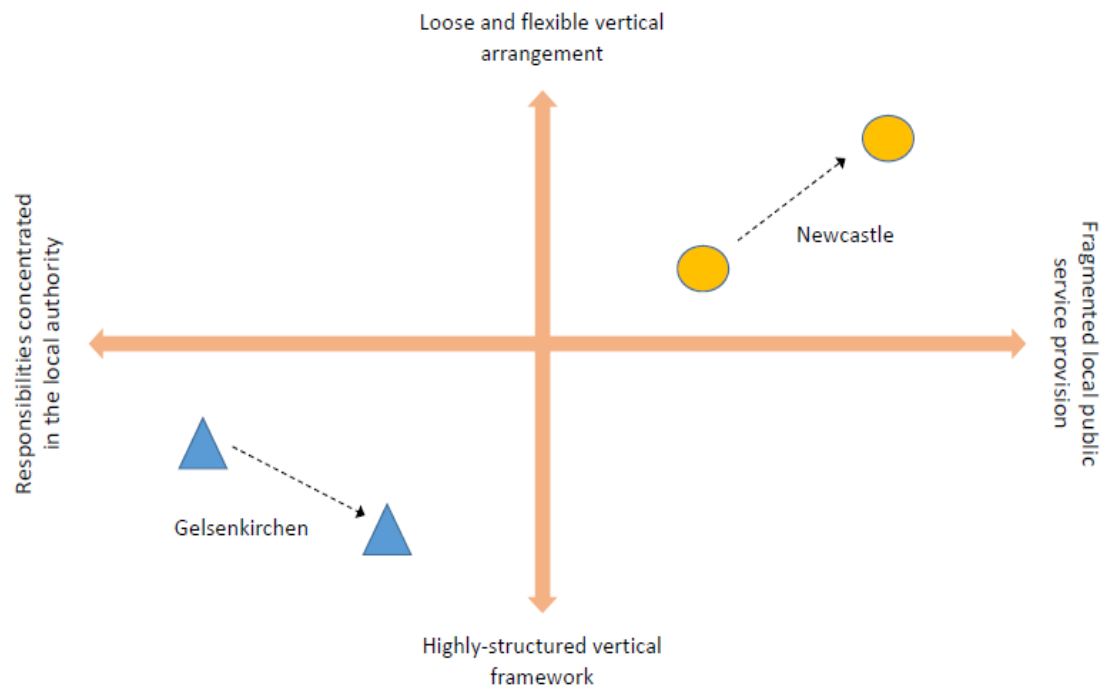 Loose and flexible vertical
arrangement
Newcastle
Responsibilities concentrated
in the local authority
Fragmented local public
service provision
Gelsenkirchen
Highly-structured vertical
framework